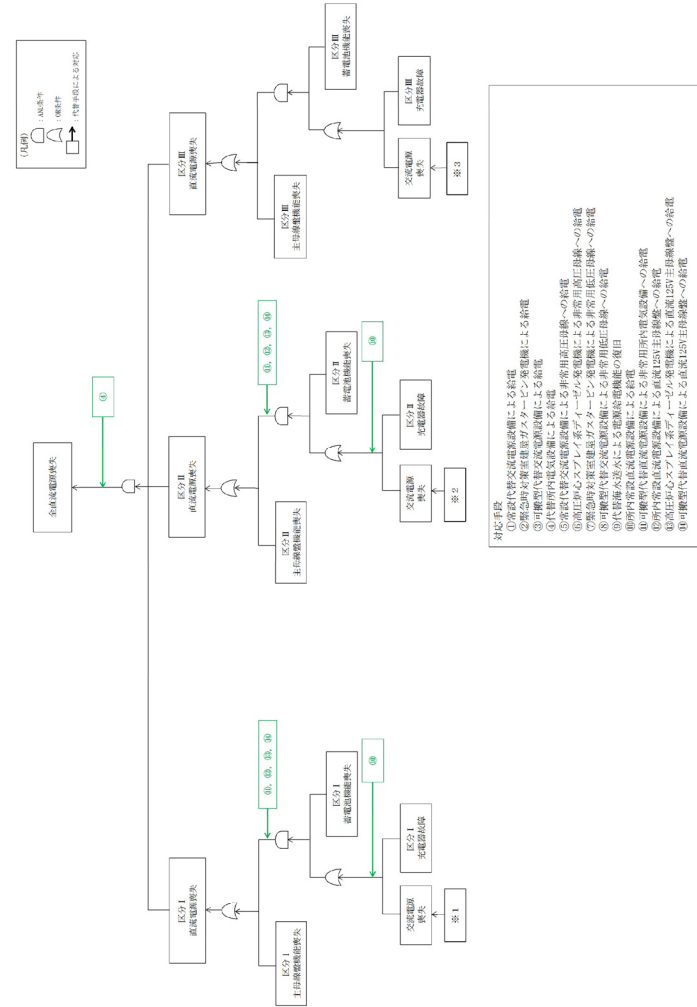 (凡例)
：AND条件
：OR条件
：代替手段による対応
全直流電源喪失
④
区分Ⅰ
直流電源喪失
区分Ⅱ
直流電源喪失
区分Ⅲ
直流電源喪失
区分Ⅰ
主母線盤機能喪失
⑪，⑫，⑬，⑭
区分Ⅱ
主母線盤機能喪失
⑪，⑫，⑬，⑭
区分Ⅲ
主母線盤機能喪失
区分Ⅰ
蓄電池機能喪失
区分Ⅱ
蓄電池機能喪失
区分Ⅲ
蓄電池機能喪失
⑩
⑩
交流電源
喪失
区分Ⅰ
充電器故障
交流電源
喪失
区分Ⅱ
充電器故障
交流電源
喪失
区分Ⅲ
充電器故障
※1
※2
※3
対応手段
①常設代替交流電源設備による給電
②緊急時対策室建屋ガスタービン発電機による給電
③可搬型代替交流電源設備による給電
④代替所内電気設備による給電
⑤常設代替交流電源設備による非常用高圧母線への給電
⑥高圧炉心スプレイ系ディーゼル発電機による非常用高圧母線への給電
⑦緊急時対策室建屋ガスタービン発電機による非常用低圧母線への給電
⑧可搬型代替交流電源設備による非常用低圧母線への給電
⑨代替海水送水による電源給電機能の復旧
⑩所内常設直流電源設備による給電
⑪可搬型代替直流電源設備による非常用所内電気設備への給電
⑫所内常設直流電源設備による直流125V主母線盤への給電
⑬高圧炉心スプレイ系ディーゼル発電機による直流125V主母線盤への給電
⑭可搬型代替直流電源設備による直流125V主母線盤への給電